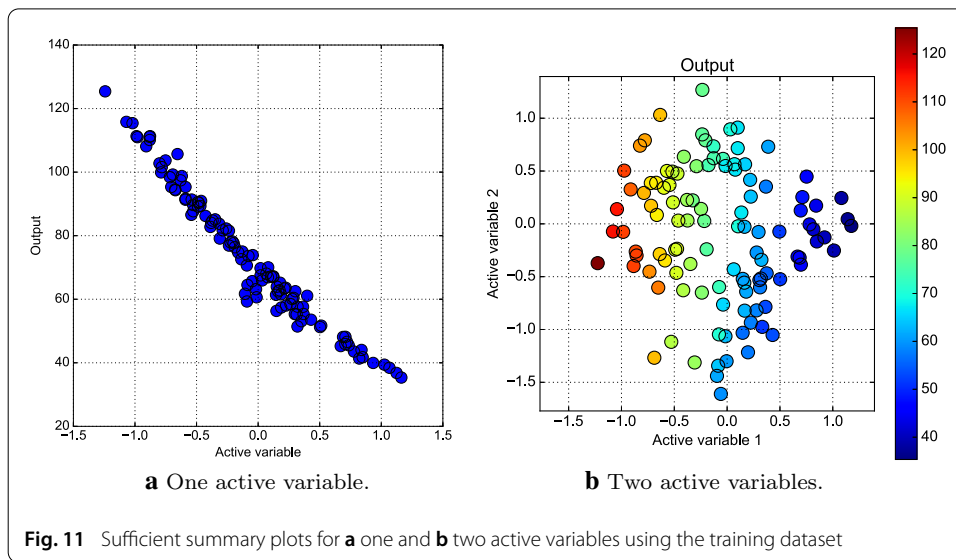 140
120
100
80
60
40
20
Output
−1.5 −1.0 −0.5 0.0 0.5 1.0 1.5
Active variable
a One active variable.
Output
1.0
0.5
0.0
−0.5
−1.0
−1.5
Active variable 2
−1.5 −1.0 −0.5 0.0 0.5 1.0
Active variable 1
120
110
100
90
80
70
60
50
40
b Two active variables.
Fig. 11 Sufficient summary plots for a one and b two active variables using the training dataset